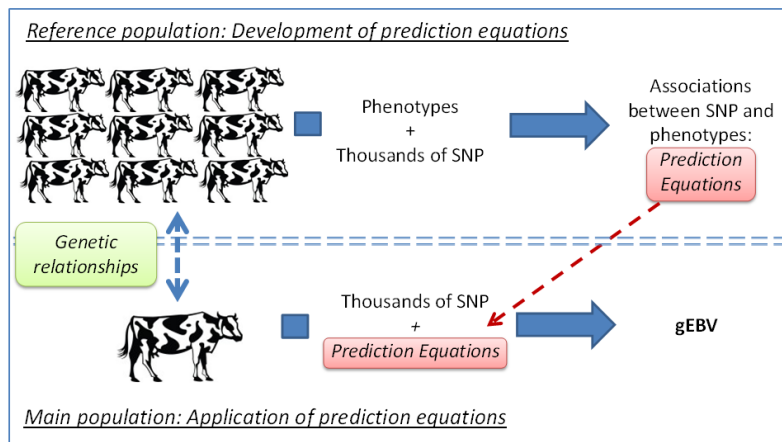 Reference population: Development of prediction equations
Phenotypes
+
Thousands of SNP
Associations
between SNP and
phenotypes:
Prediction
Equations
Genetic
relationships
Thousands of SNP
+
Prediction Equations
gEBV
Main population: Application of prediction equations